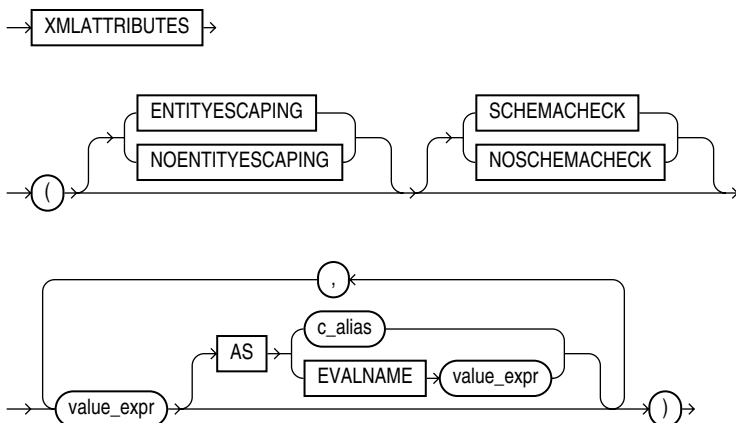 XMLATTRIBUTES
ENTITYESCAPING
SCHEMACHECK
NOENTITYESCAPING
NOSCHEMACHECK
(
,
c_alias
AS
EVALNAME
value_expr
value_expr
)